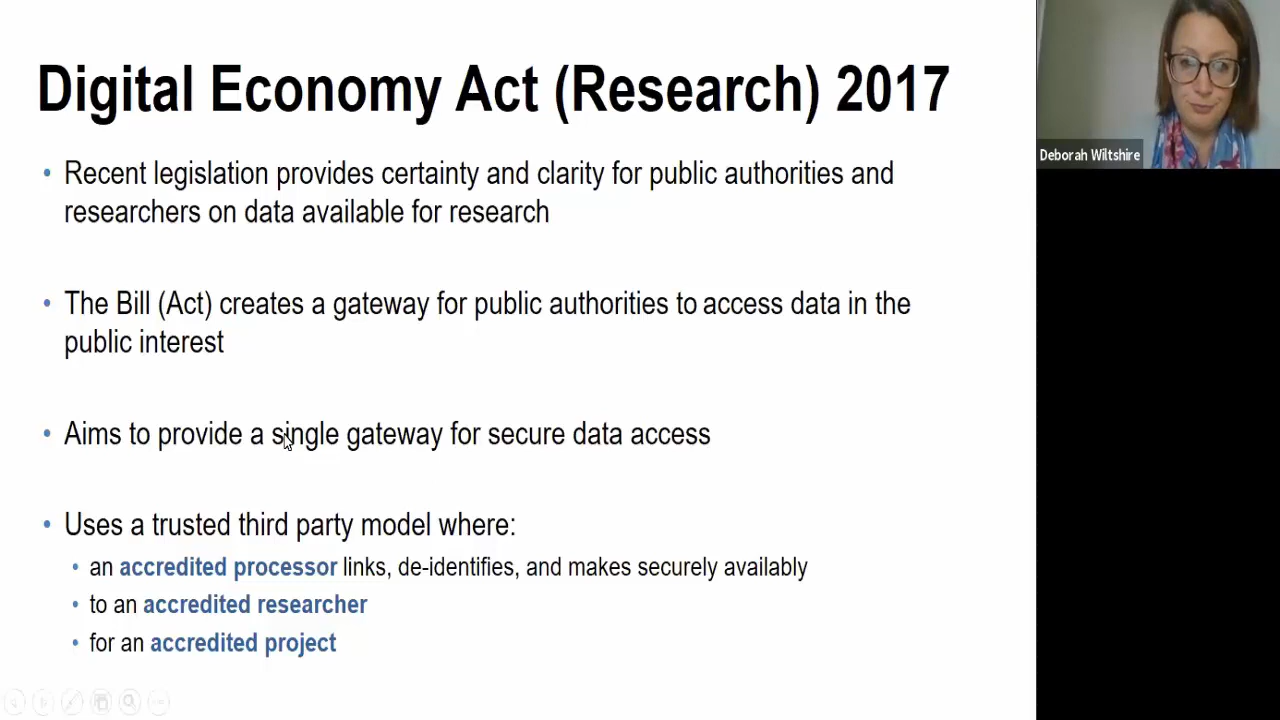 Digital Economy Act (Research) 2017
• Recent legislation provides certainty and clarity for public authorities and
researchers on data available for research
• The Bill (Act) creates a gateway for public authorities to access data in the
public interest
• Aims to provide a single gateway for secure data access
• Uses a trusted third party model where:
• an accredited processor links, de-identifies, and makes securely available
• to an accredited researcher
• for an accredited project
Deborah Wiltshire